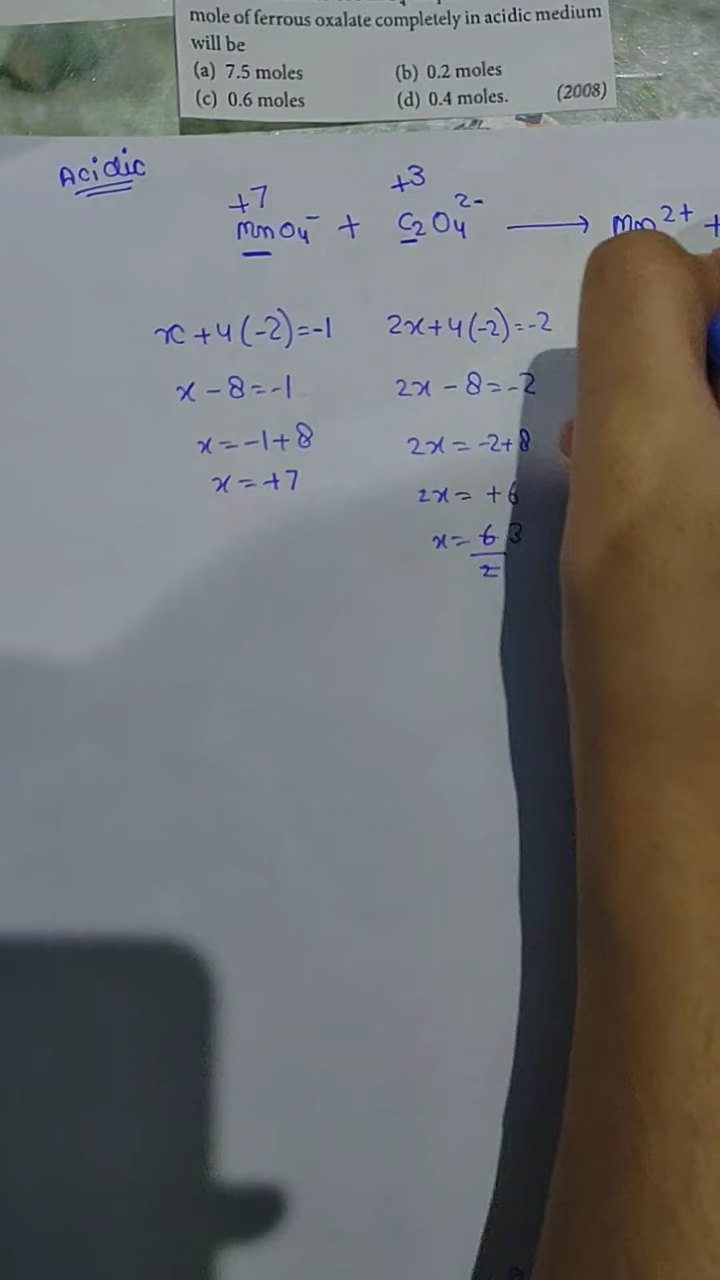 mole of ferrous oxalate completely in acidic medium
will be
(a) 7.5 moles (b) 0.2 moles
(c) 0.6 moles (d) 0.4 moles. (2008)
Acidic
+7 +3
MnO₄⁻ + C₂O₄²⁻ ⟶ Mn²⁺ +
x+4(-2)=-1 2x+4(-2)=-2
x-8=-1 2x-8=-2
x=-1+8 2x=-2+8
x=+7 2x=+6
x=6/2 3